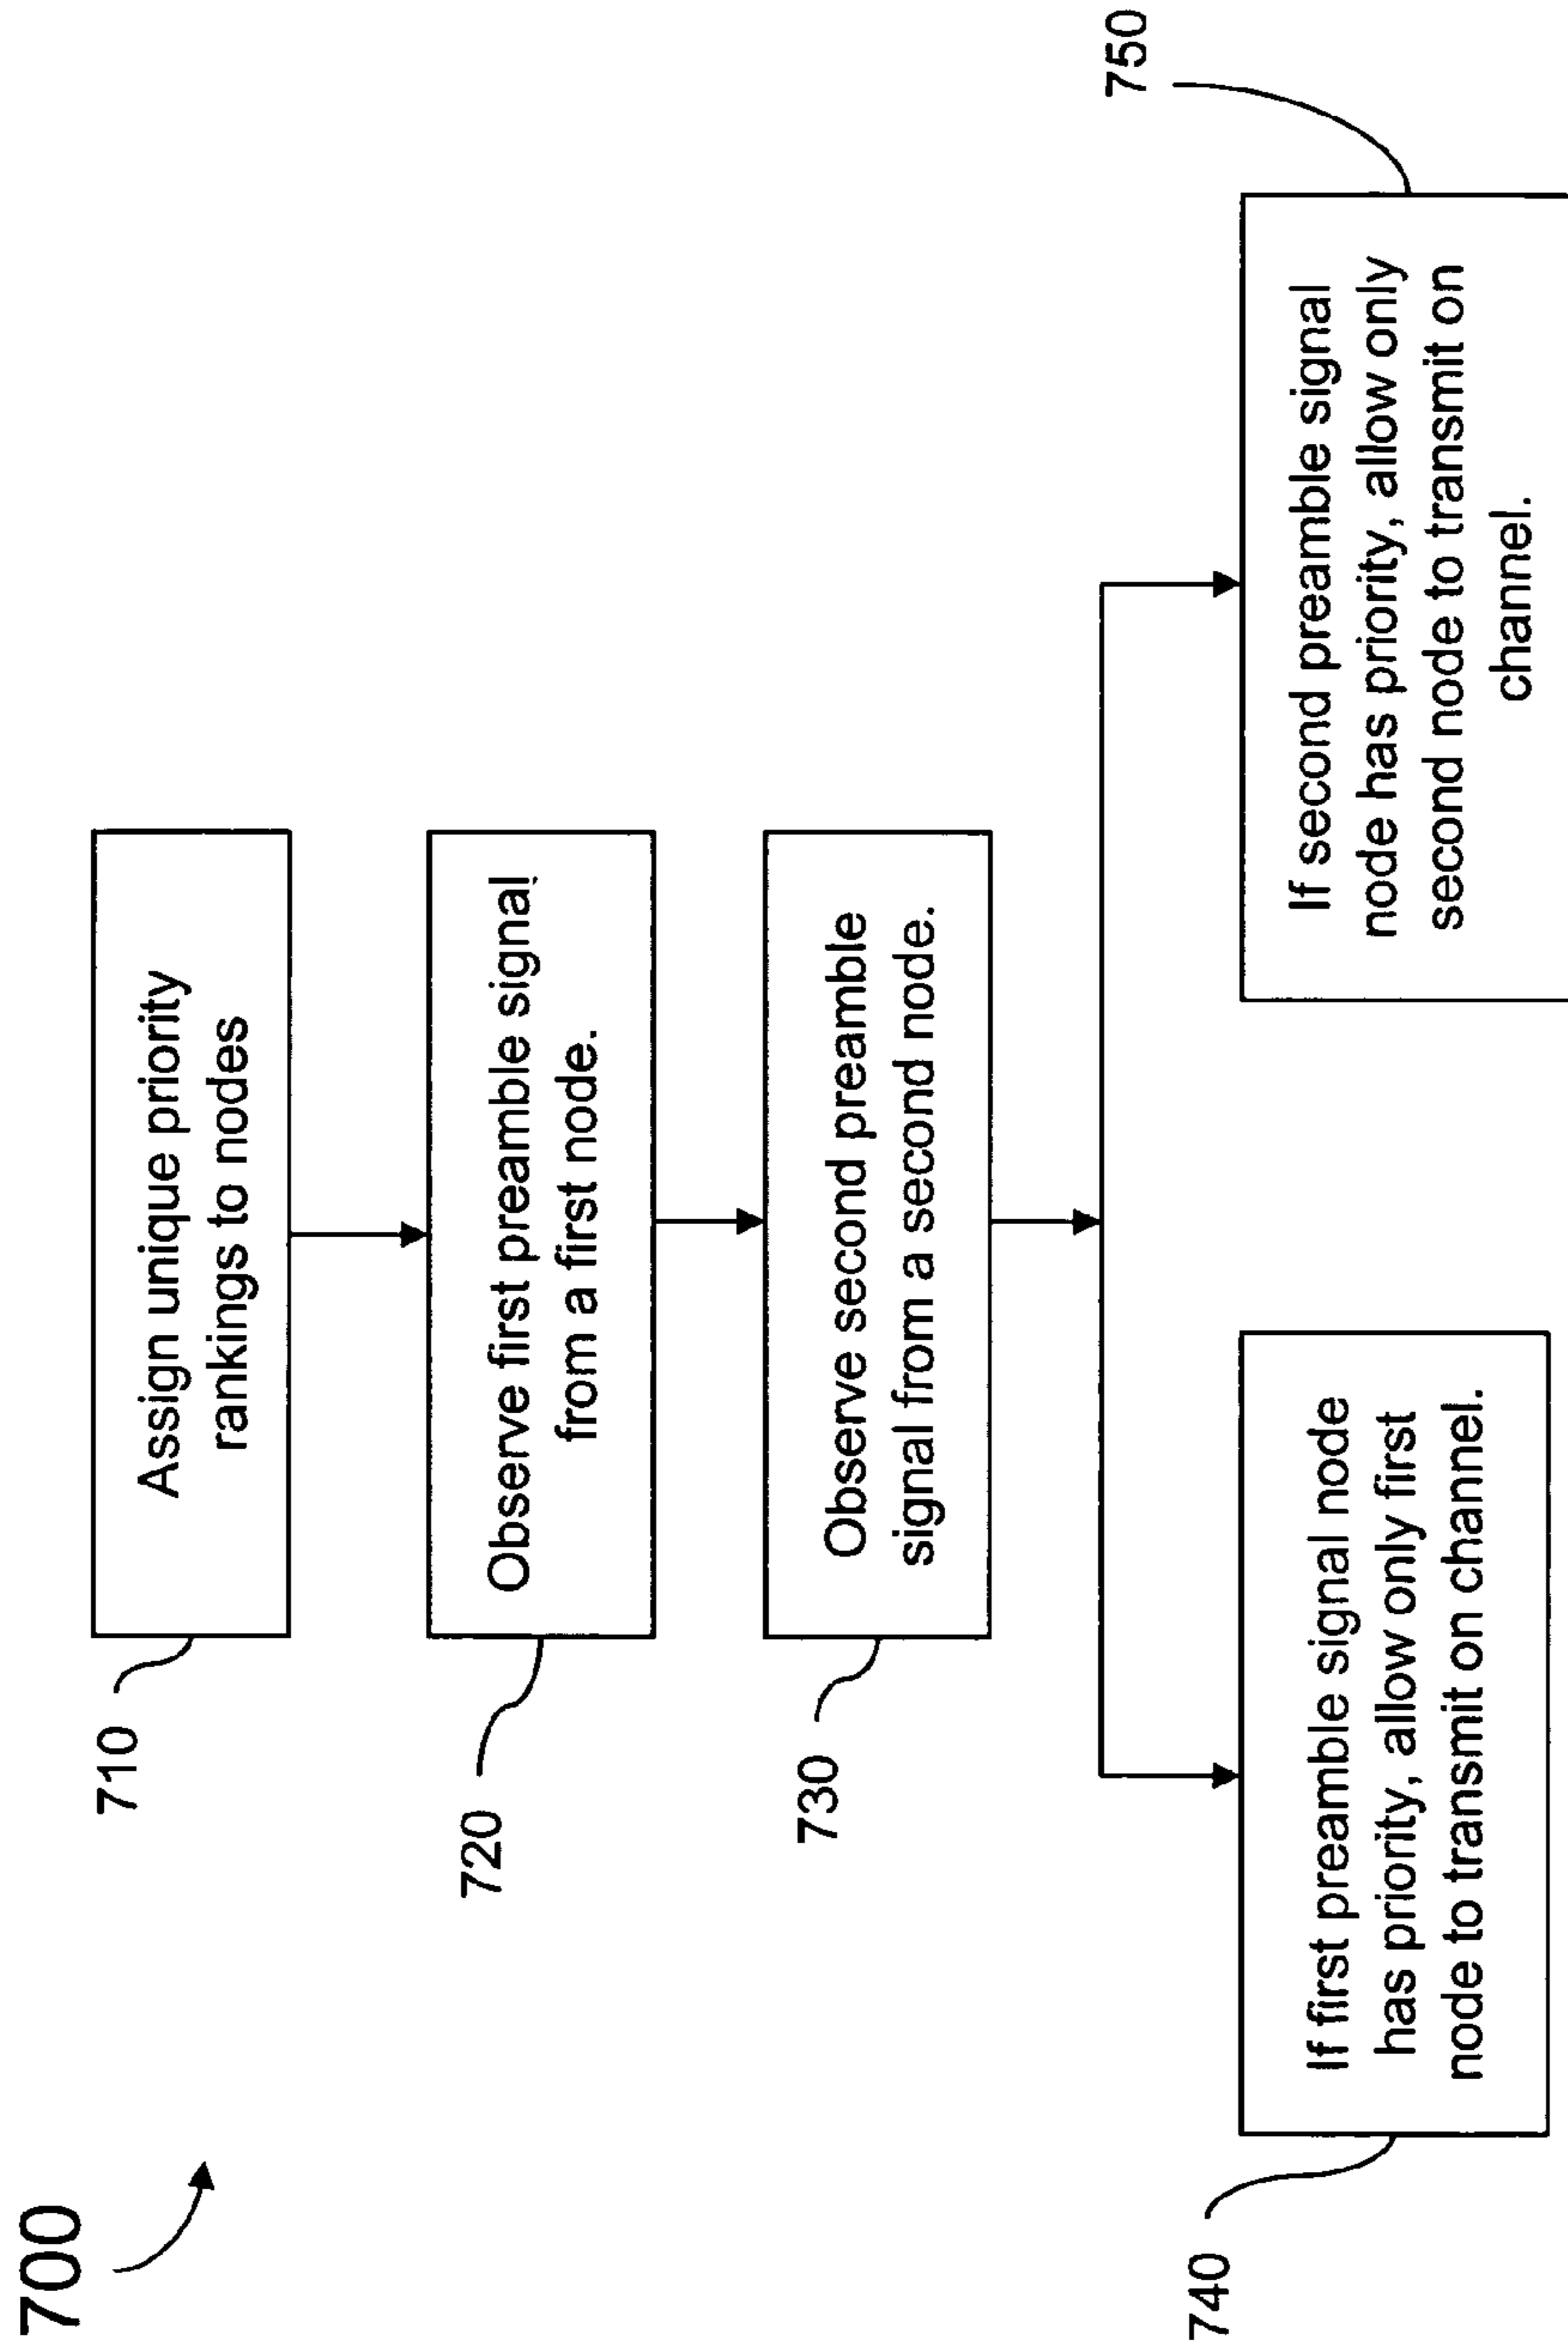 700
710
Assign unique priority
rankings to nodes
720
Observe first preamble signal
from a first node.
730
Observe second preamble
signal from a second node.
740
If first preamble signal node
has priority, allow only first
node to transmit on channel.
750
If second preamble signal
node has priority, allow only
second node to transmit on
channel.